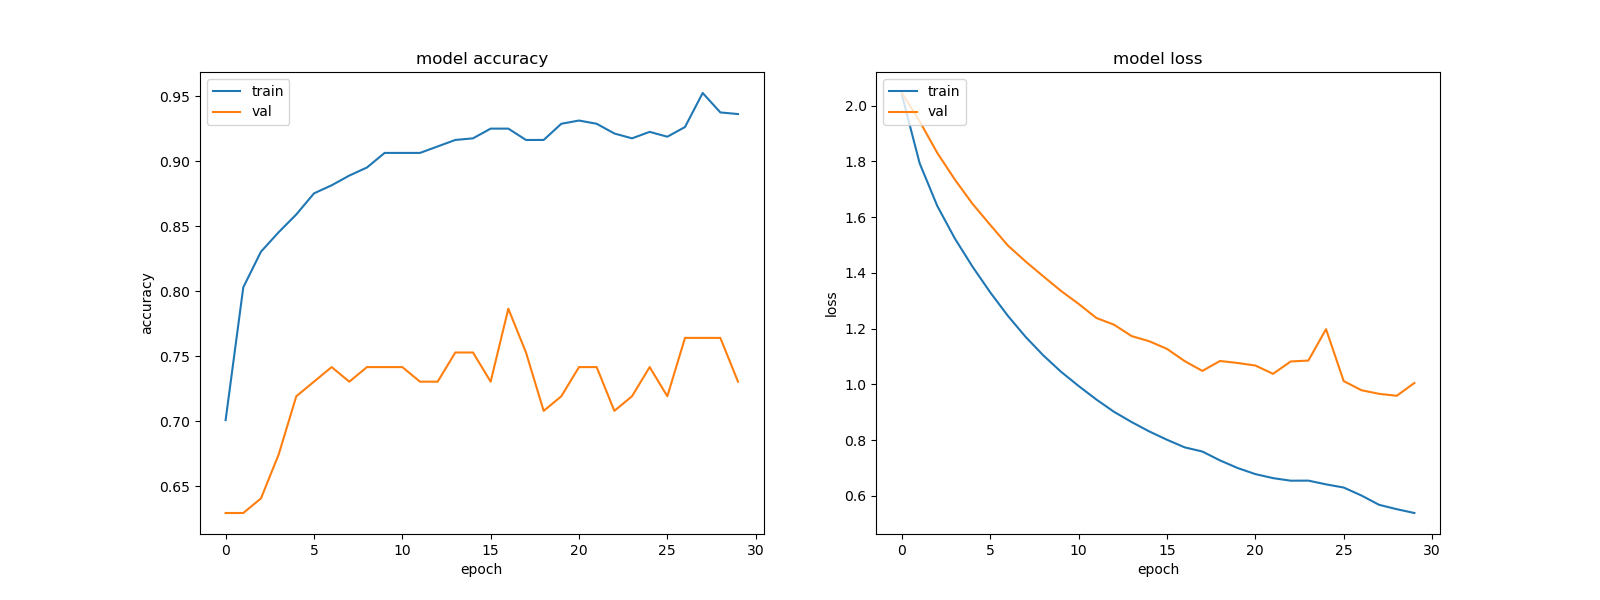 model accuracy
train
val
0.95
0.90
0.85
0.80
0.75
0.70
0.65
accuracy
0 5 10 15 20 25 30
epoch
model loss
train
val
2.0
1.8
1.6
1.4
1.2
1.0
0.8
0.6
loss
0 5 10 15 20 25 30
epoch